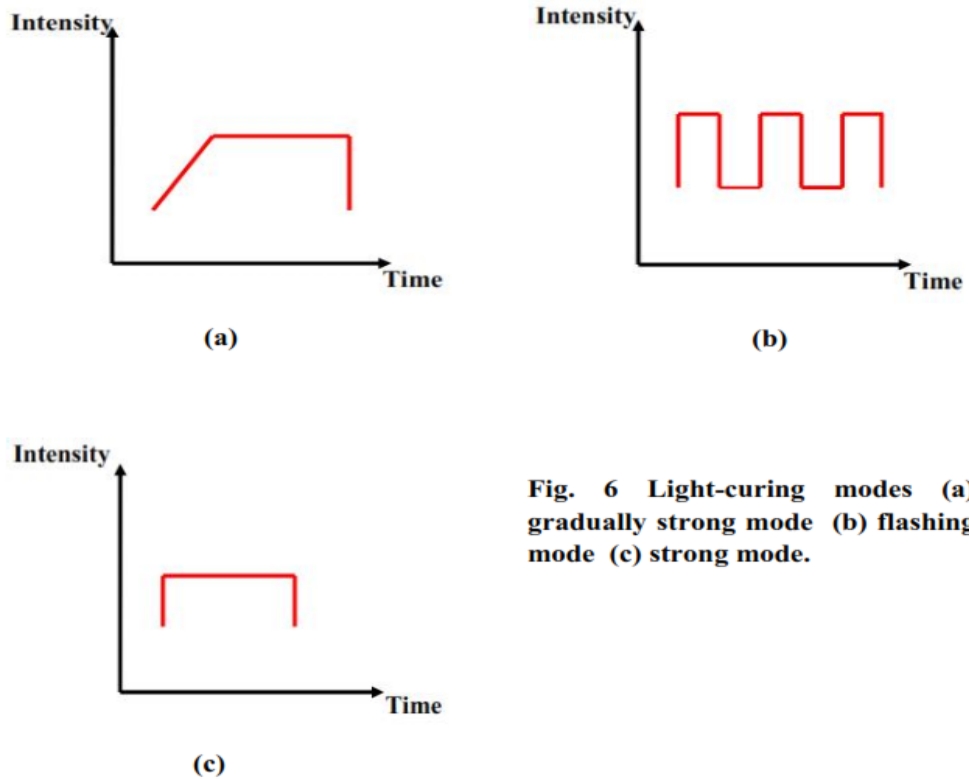 Intensity
Time
(a)
Intensity
Time
(b)
Intensity
Time
(c)
Fig. 6 Light-curing modes (a)
gradually strong mode (b) flashing
mode (c) strong mode.